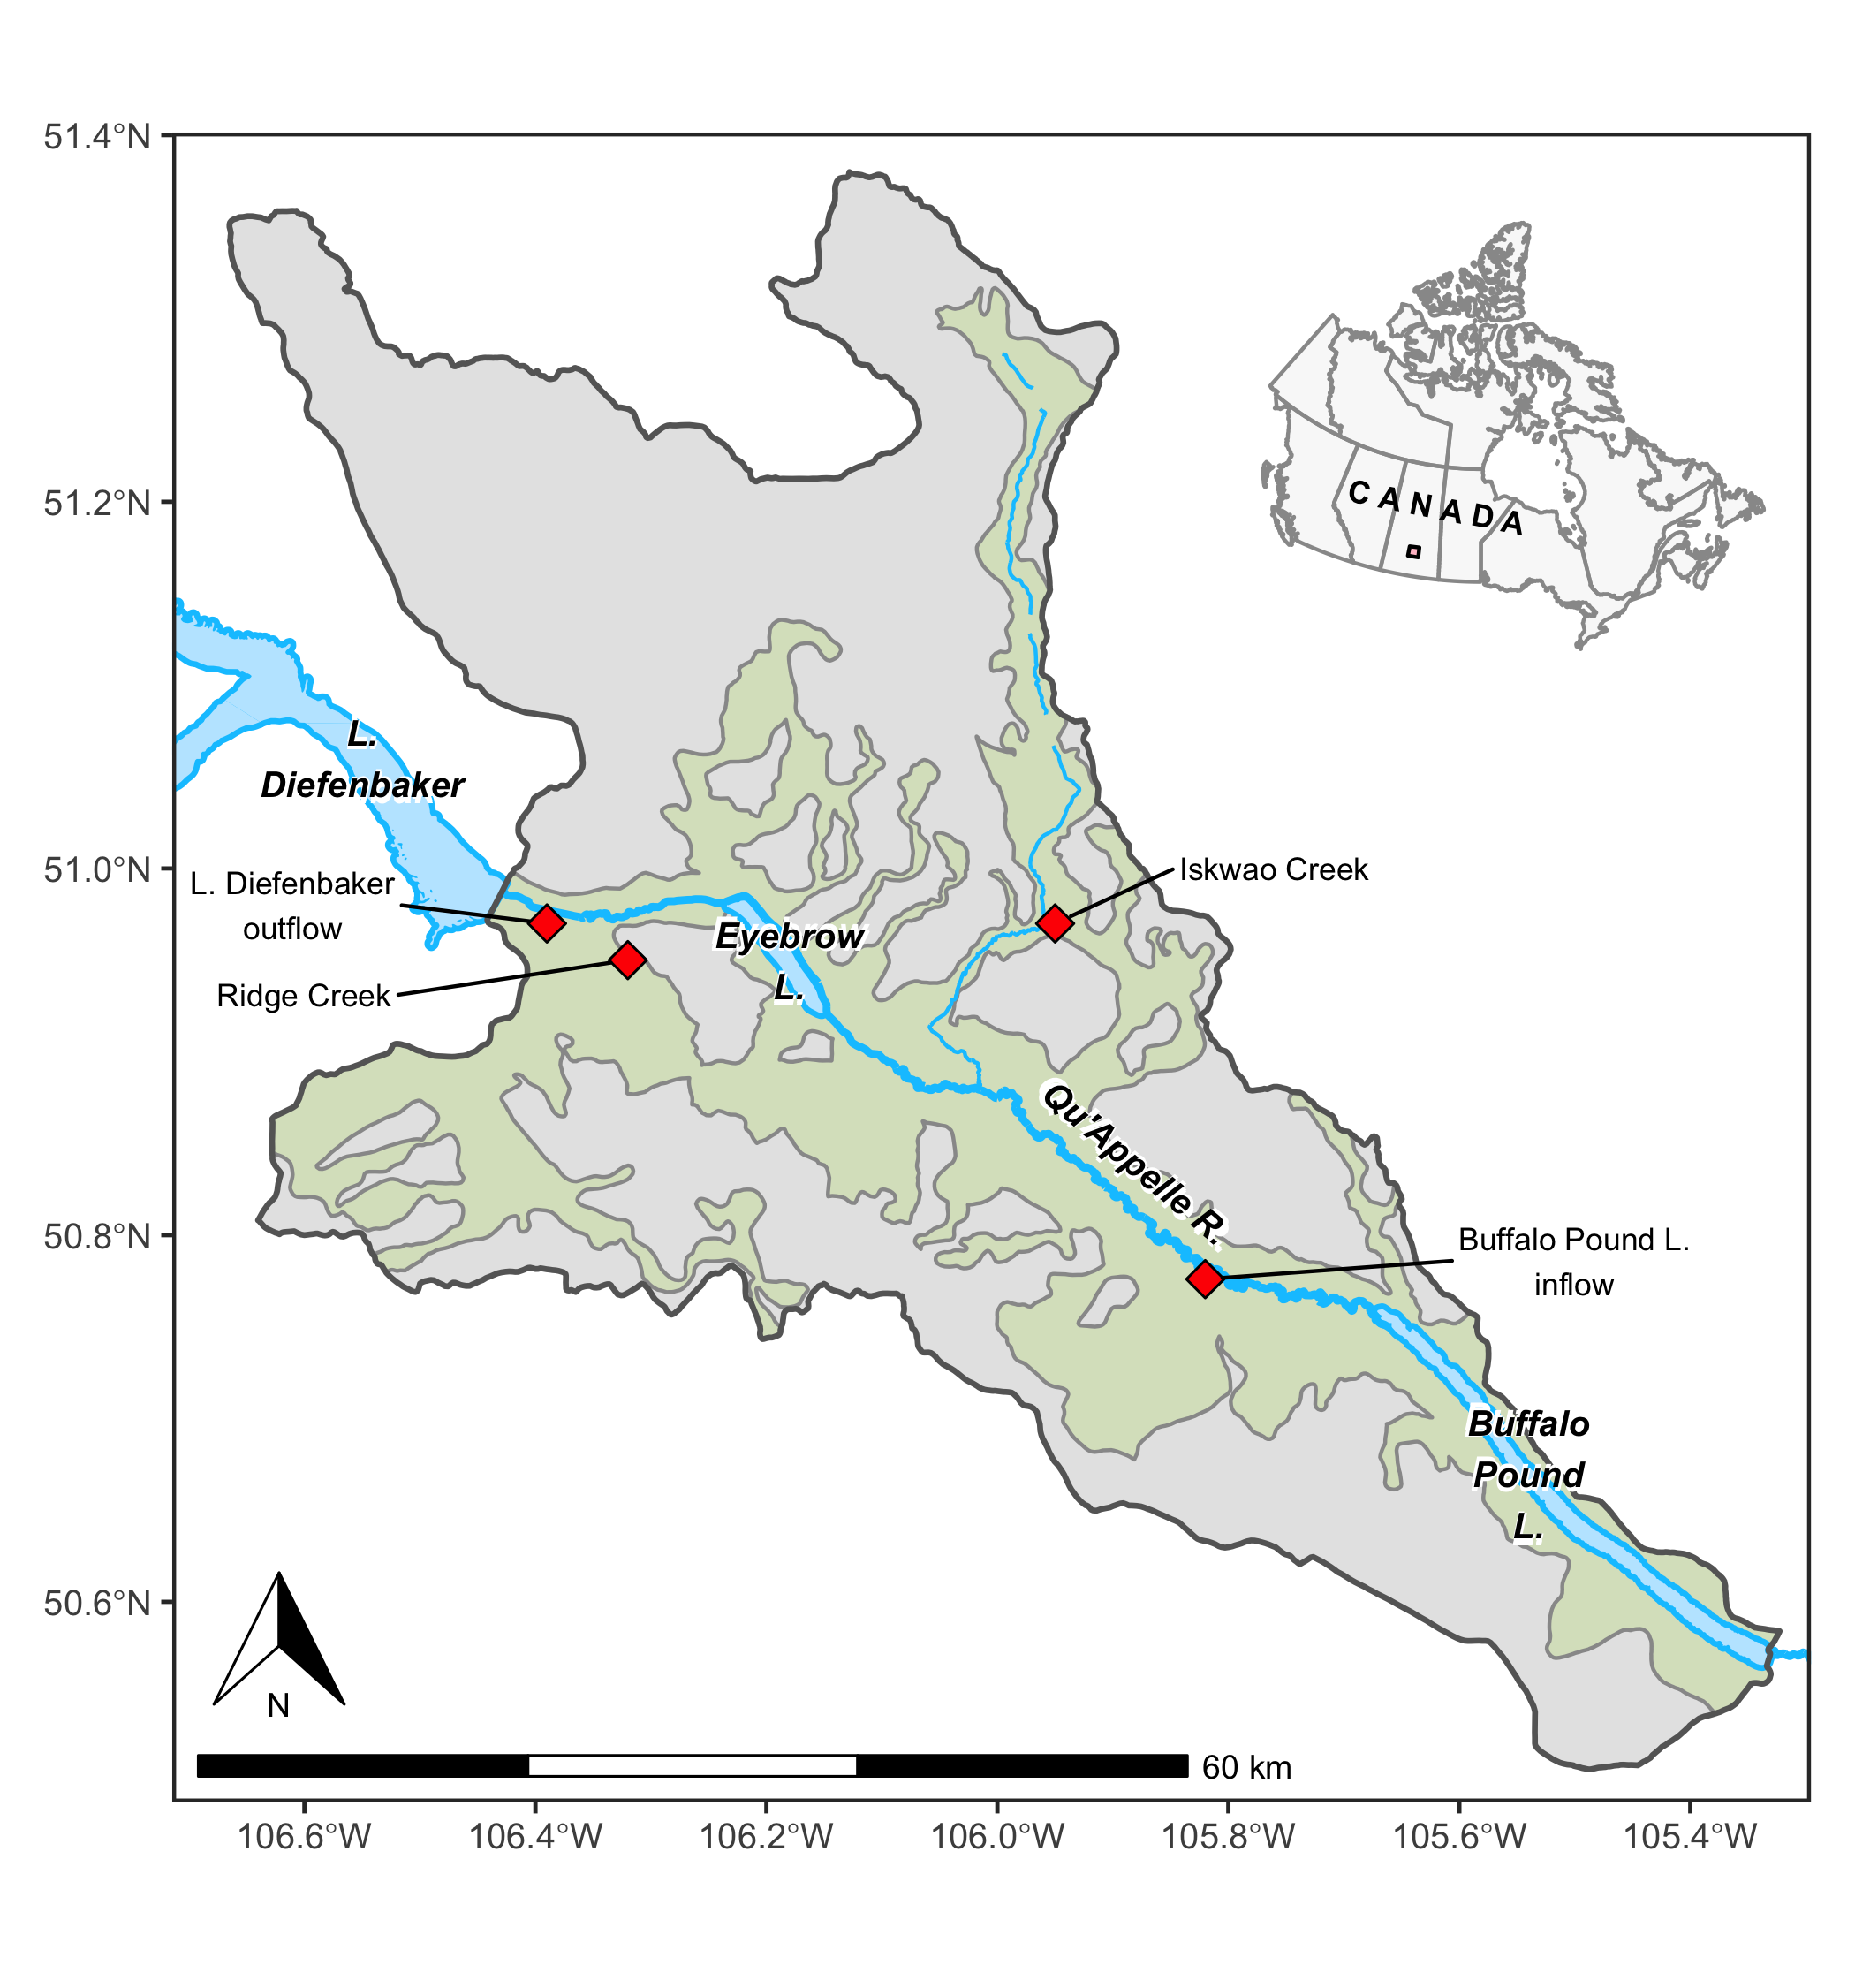 51.4°N
51.2°N
51.0°N
50.8°N
50.6°N
106.6°W
106.4°W
106.2°W
106.0°W
105.8°W
105.6°W
105.4°W
CANADA
L.
Diefenbaker
L. Diefenbaker
outflow
Ridge Creek
Eyebrow
L.
Iskwao Creek
Qu'Appelle R.
Buffalo Pound L.
inflow
Buffalo
Pound
L.
N
60 km